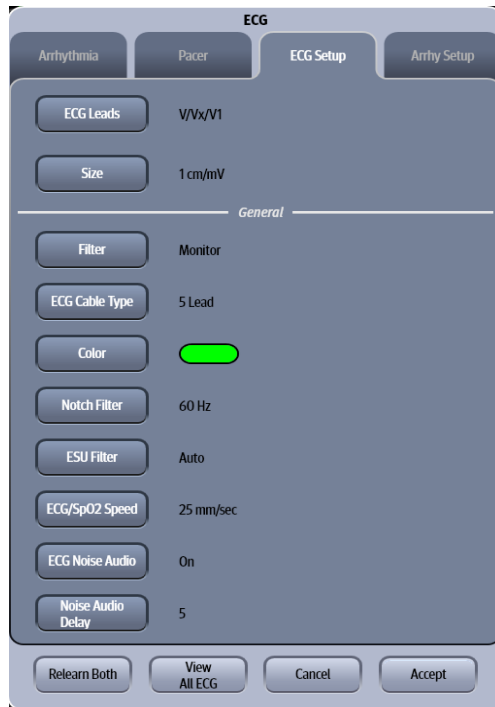 ECG
Arrhythmia Pacer ECG Setup Arrhy Setup
ECG Leads V/Vx/V1
Size 1 cm/mV
General
Filter Monitor
ECG Cable Type 5 Lead
Color
Notch Filter 60 Hz
ESU Filter Auto
ECG/SpO2 Speed 25 mm/sec
ECG Noise Audio On
Noise Audio
Delay 5
Relearn Both View
All ECG Cancel Accept